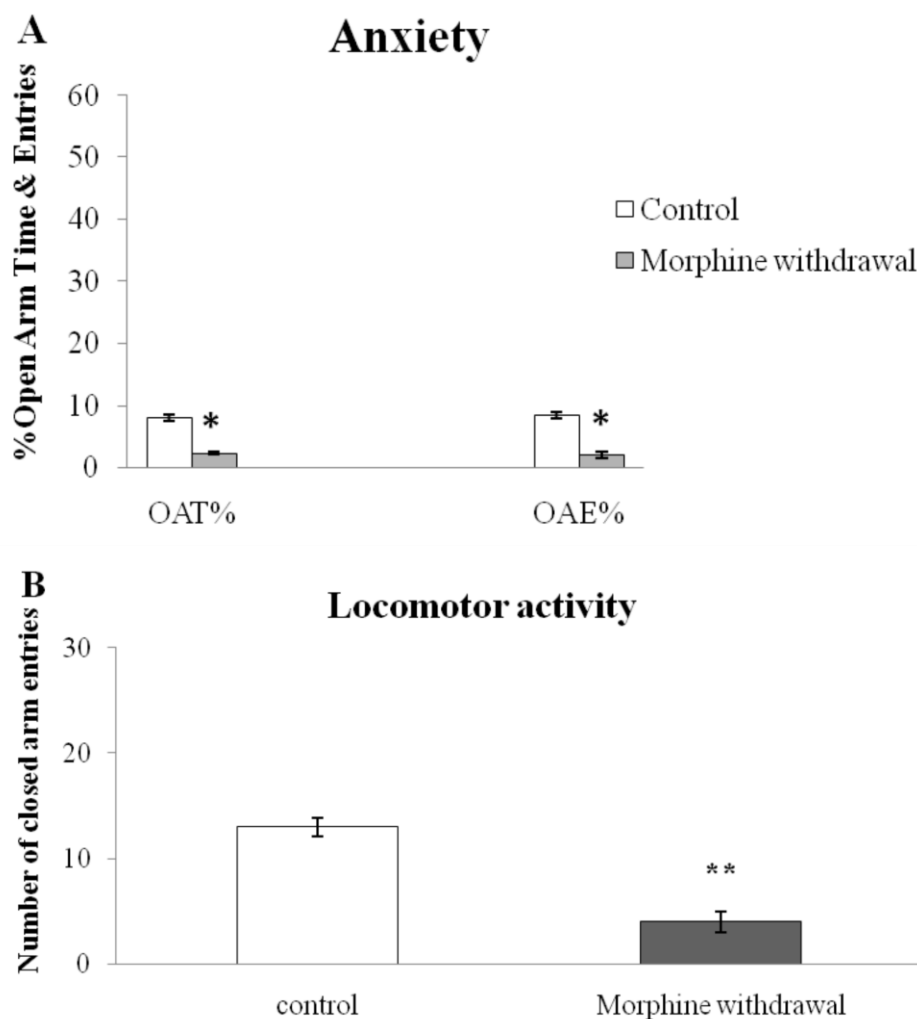 A
Anxiety
%Open Arm Time & Entries
60
50
40
30
20
10
0
Control
Morphine withdrawal
*
*
OAT%
OAE%
B
Locomotor activity
Number of closed arm entries
30
20
10
0
**
control
Morphine withdrawal